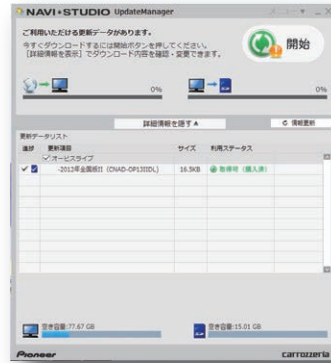 NAVI★STUDIO UpdateManager
ご利用いただける更新データがあります。
今すぐダウンロードするには開始ボタンを押してください。
[詳細情報を表示]でダウンロード内容を確認・変更できます。
開始
0%
0%
詳細情報を隠す▲
情報更新
更新データリスト
進捗 更新項目 サイズ 利用ステータス
オービスライブ
-2012年全国版II (CNAD-OP13IIDL) 16.5KB 取得可 (購入済)
空き容量:77.67 GB
空き容量:15.01 GB
Pioneer
carrozzeria